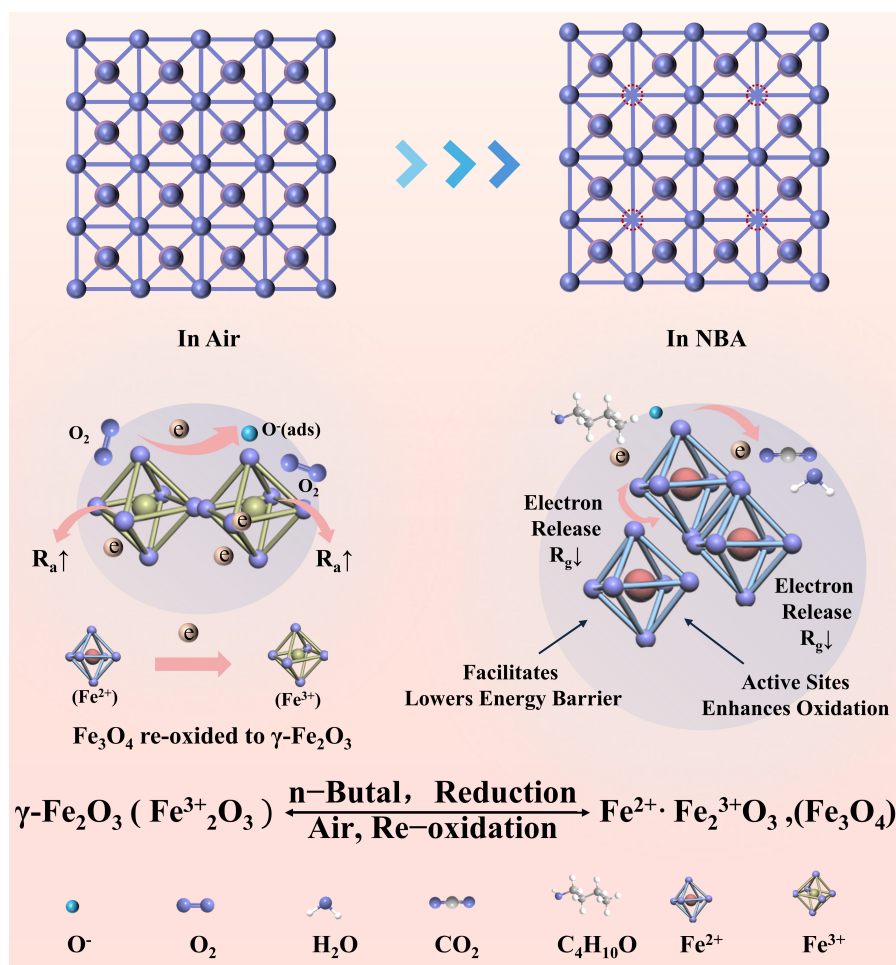 In Air
In NBA
O₂
e
O⁻(ads)
O₂
e
e
e
Rₐ↑
Rₐ↑
e
(Fe²⁺)
(Fe³⁺)
Fe₃O₄ re-oxided to γ-Fe₂O₃
e
e
Electron
Release
R₉↓
Electron
Release
R₉↓
Facilitates
Lowers Energy Barrier
Active Sites
Enhances Oxidation
γ-Fe₂O₃ ( Fe³⁺₂O₃ )
n−Butal, Reduction
Air, Re−oxidation
Fe²⁺· Fe₂³⁺O₃ ,(Fe₃O₄)
O⁻
O₂
H₂O
CO₂
C₄H₁₀O
Fe²⁺
Fe³⁺